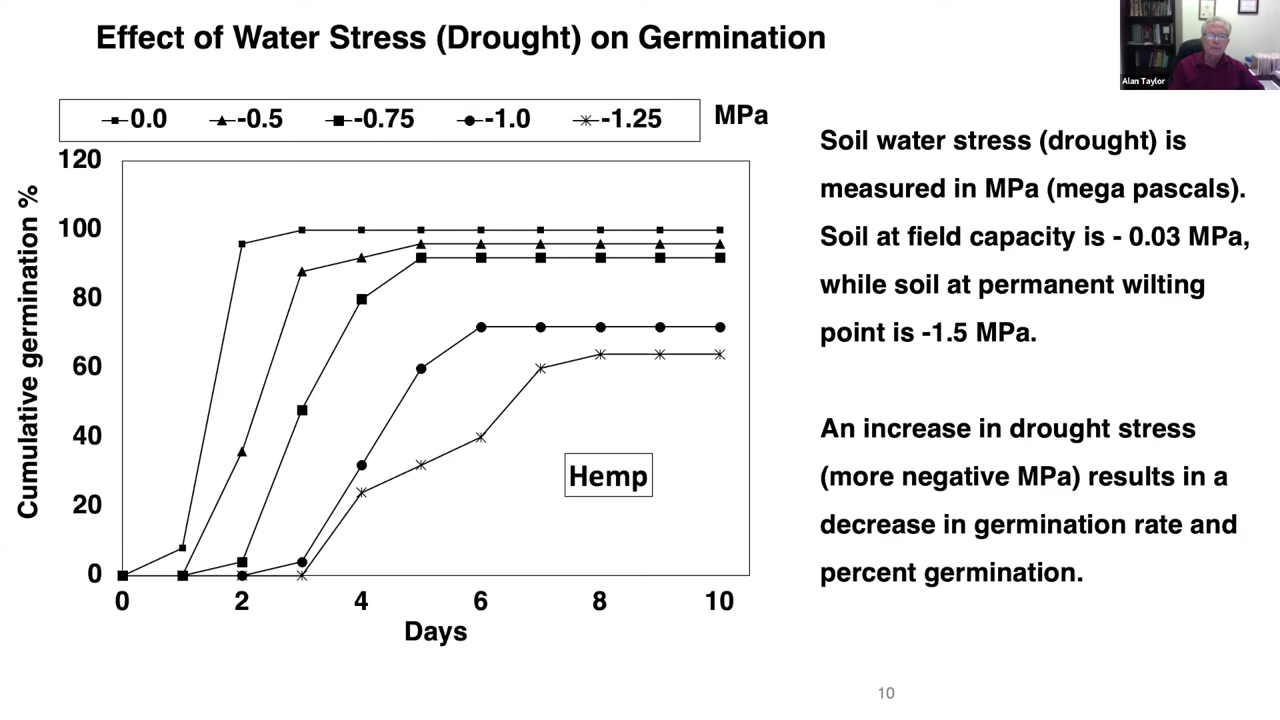 Effect of Water Stress (Drought) on Germination
Alan Taylor
0.0 -0.5 -0.75 -1.0 -1.25 MPa
120
100
80
60
40
20
0
Cumulative germination %
0 2 4 6 8 10
Days
Hemp
Soil water stress (drought) is
measured in MPa (mega pascals).
Soil at field capacity is - 0.03 MPa,
while soil at permanent wilting
point is -1.5 MPa.
An increase in drought stress
(more negative MPa) results in a
decrease in germination rate and
percent germination.
10